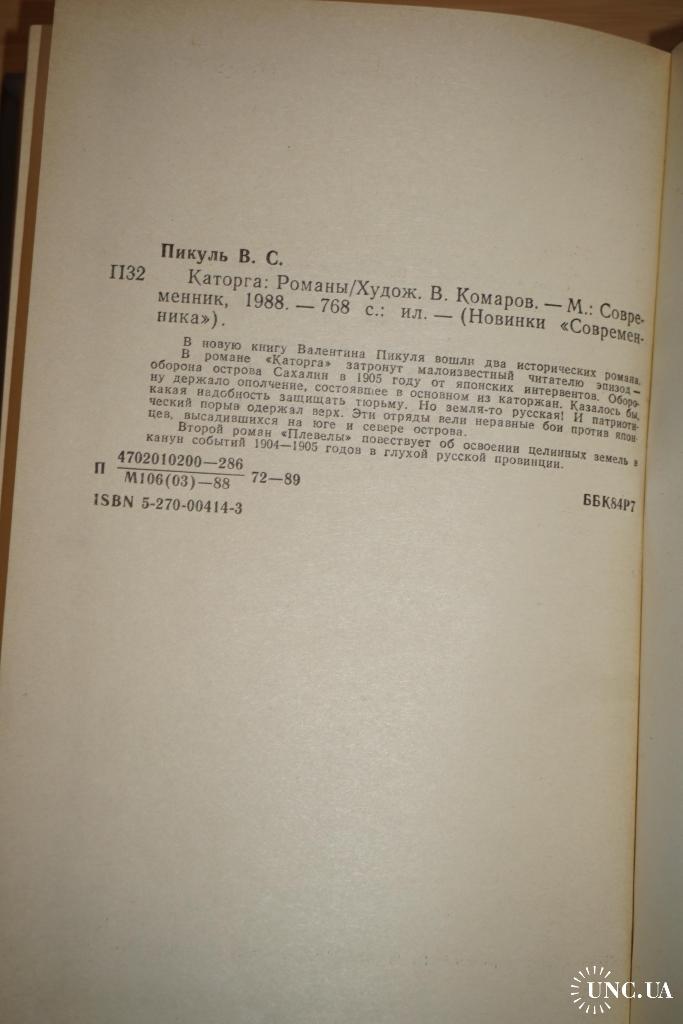 Пикуль В. С.
П32 Каторга: Романы/Худож. В. Комаров. — М.: Совре-
менник, 1988. — 768 с.: ил. — (Новинки «Современ-
ника»).
В новую книгу Валентина Пикуля вошли два исторических романа.
В романе «Каторга» затронут малоизвестный читателю эпизод —
оборона острова Сахалин в 1905 году от японских интервентов. Оборо-
ну держало ополчение, состоявшее в основном из каторжан. Казалось бы,
какая надобность защищать тюрьму. Но земля-то русская! И патриоти-
ческий порыв одержал верх. Эти отряды вели неравные бои против япон-
цев, высадившихся на юге и севере острова.
Второй роман «Плевелы» повествует об освоении целинных земель в
канун событий 1904—1905 годов в глухой русской провинции.
П 4702010200—286
М106(03)—88 72—89
ББК84Р7
ISBN 5-270-00414-3
UNC.UA